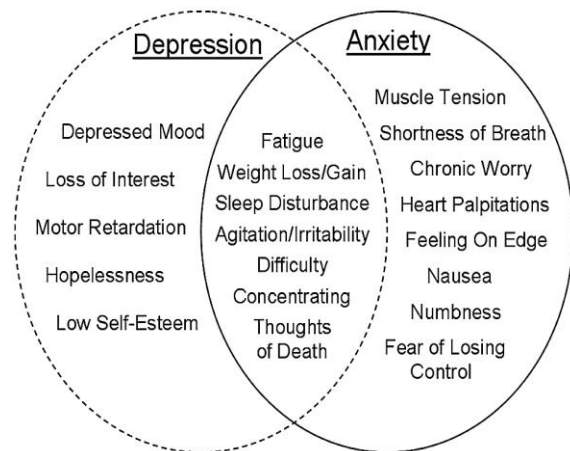 Depression
Anxiety
Depressed Mood
Loss of Interest
Motor Retardation
Hopelessness
Low Self-Esteem
Fatigue
Weight Loss/Gain
Sleep Disturbance
Agitation/Irritability
Difficulty
Concentrating
Thoughts
of Death
Muscle Tension
Shortness of Breath
Chronic Worry
Heart Palpitations
Feeling On Edge
Nausea
Numbness
Fear of Losing
Control